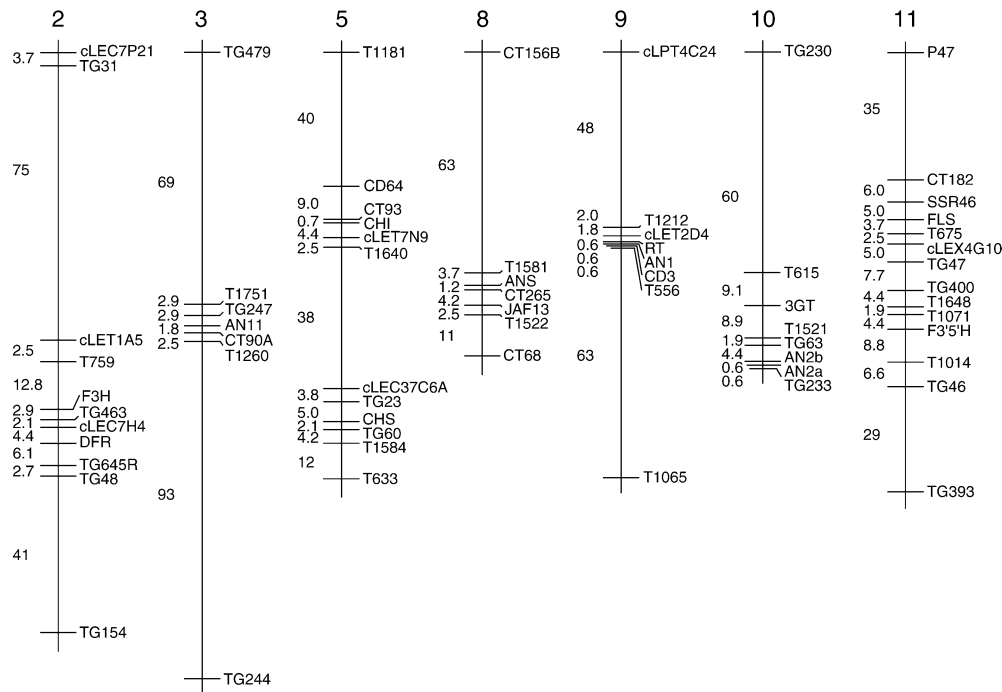 2
3.7
cLEC7P21
TG31
75
cLET1A5
2.5
T759
12.8
F3H
2.9
TG463
2.1
cLEC7H4
4.4
DFR
6.1
TG645R
2.7
TG48
41
TG154
3
TG479
69
T1751
2.9
TG247
2.9
AN11
1.8
CT90A
2.5
T1260
93
TG244
5
T1181
40
CD64
9.0
CT93
0.7
CHI
4.4
cLET7N9
2.5
T1640
38
cLEC37C6A
3.8
TG23
5.0
CHS
2.1
TG60
4.2
T1584
12
T633
8
CT156B
63
T1581
3.7
ANS
1.2
CT265
4.2
JAF13
2.5
T1522
11
CT68
9
cLPT4C24
48
2.0
T1212
1.8
cLET2D4
0.6
RT
0.6
AN1
0.6
CD3
T556
63
T1065
10
TG230
60
T615
9.1
3GT
8.9
T1521
1.9
TG63
4.4
AN2b
0.6
AN2a
0.6
TG233
11
P47
35
CT182
6.0
SSR46
5.0
FLS
3.7
T675
2.5
cLEX4G10
5.0
TG47
7.7
TG400
4.4
T1648
1.9
T1071
4.4
F3'5'H
8.8
T1014
6.6
TG46
29
TG393